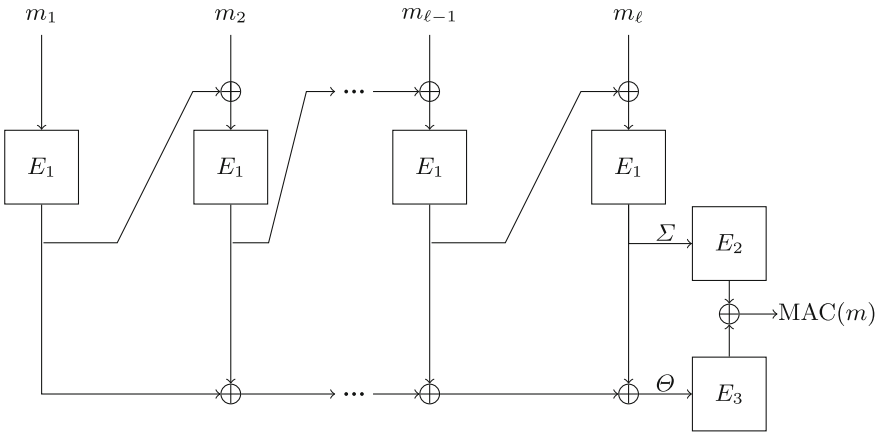 m₁ m₂ mℓ₋₁ mℓ
...
E₁ E₁ E₁ E₁
Σ E₂
MAC(m)
... Θ E₃